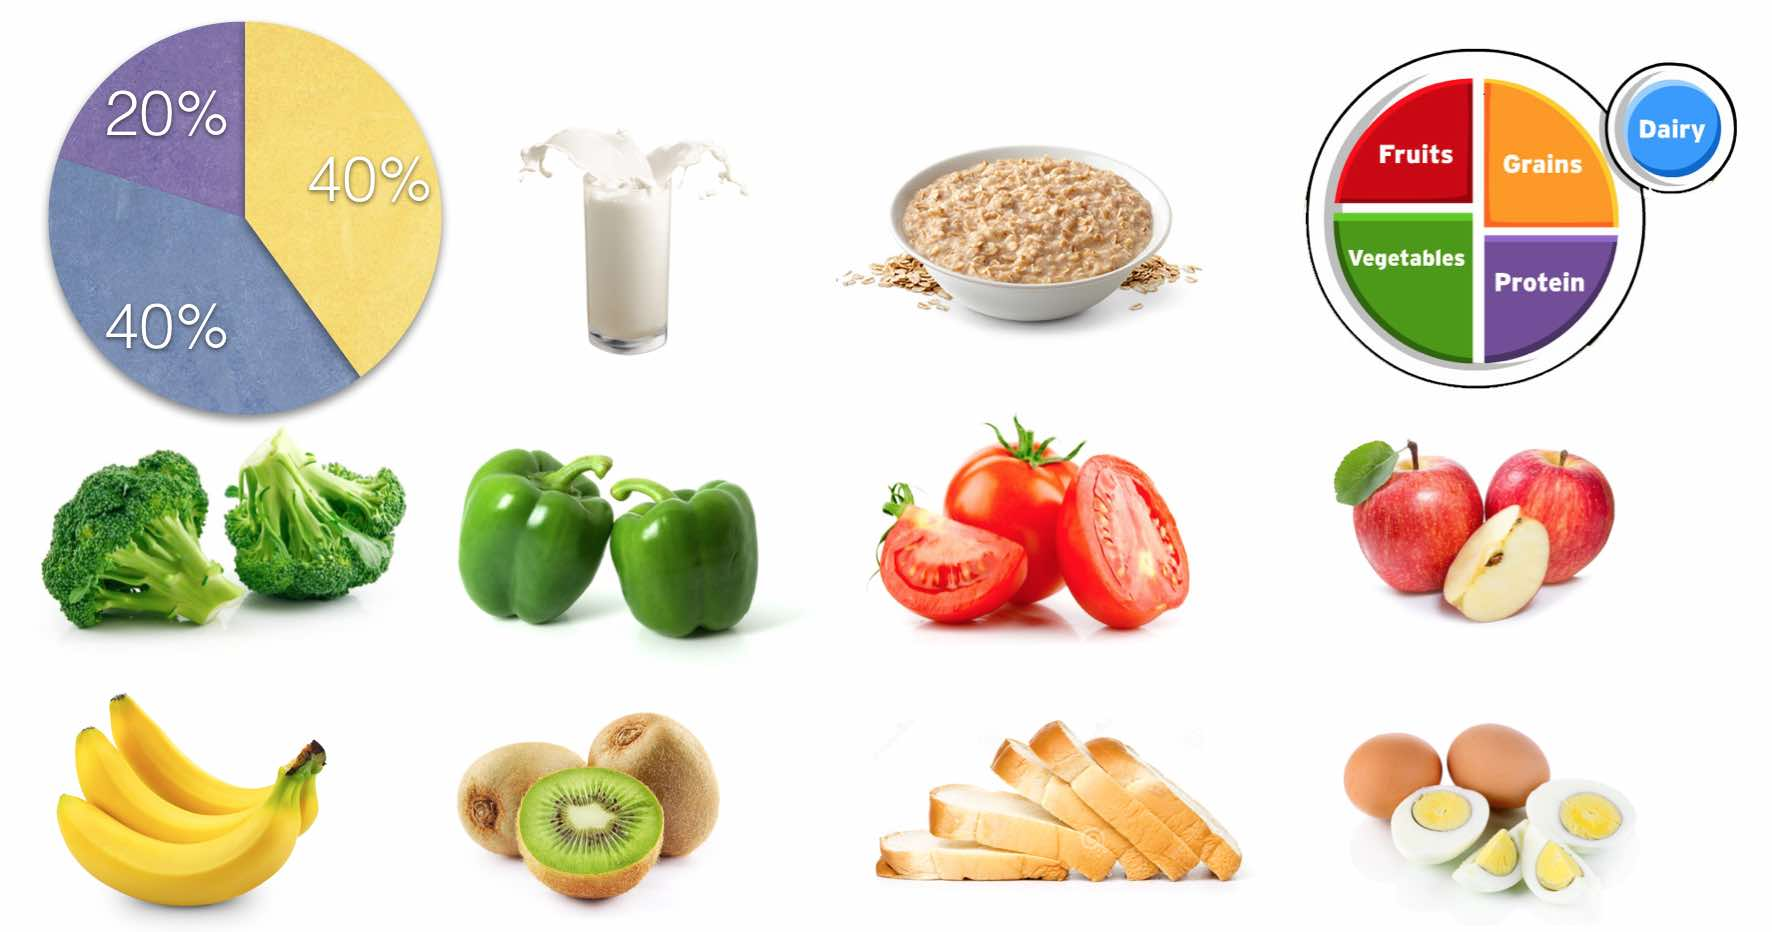 20%
40%
40%
Fruits
Grains
Dairy
Vegetables
Protein